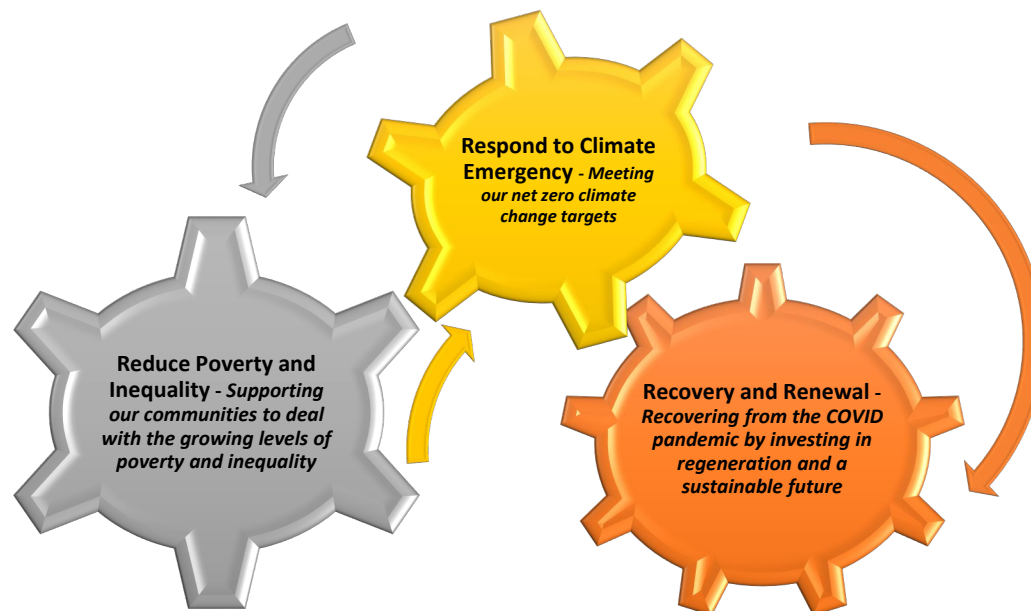 Respond to Climate
Emergency - Meeting
our net zero climate
change targets
Reduce Poverty and
Inequality - Supporting
our communities to deal
with the growing levels of
poverty and inequality
Recovery and Renewal -
Recovering from the COVID
pandemic by investing in
regeneration and a
sustainable future